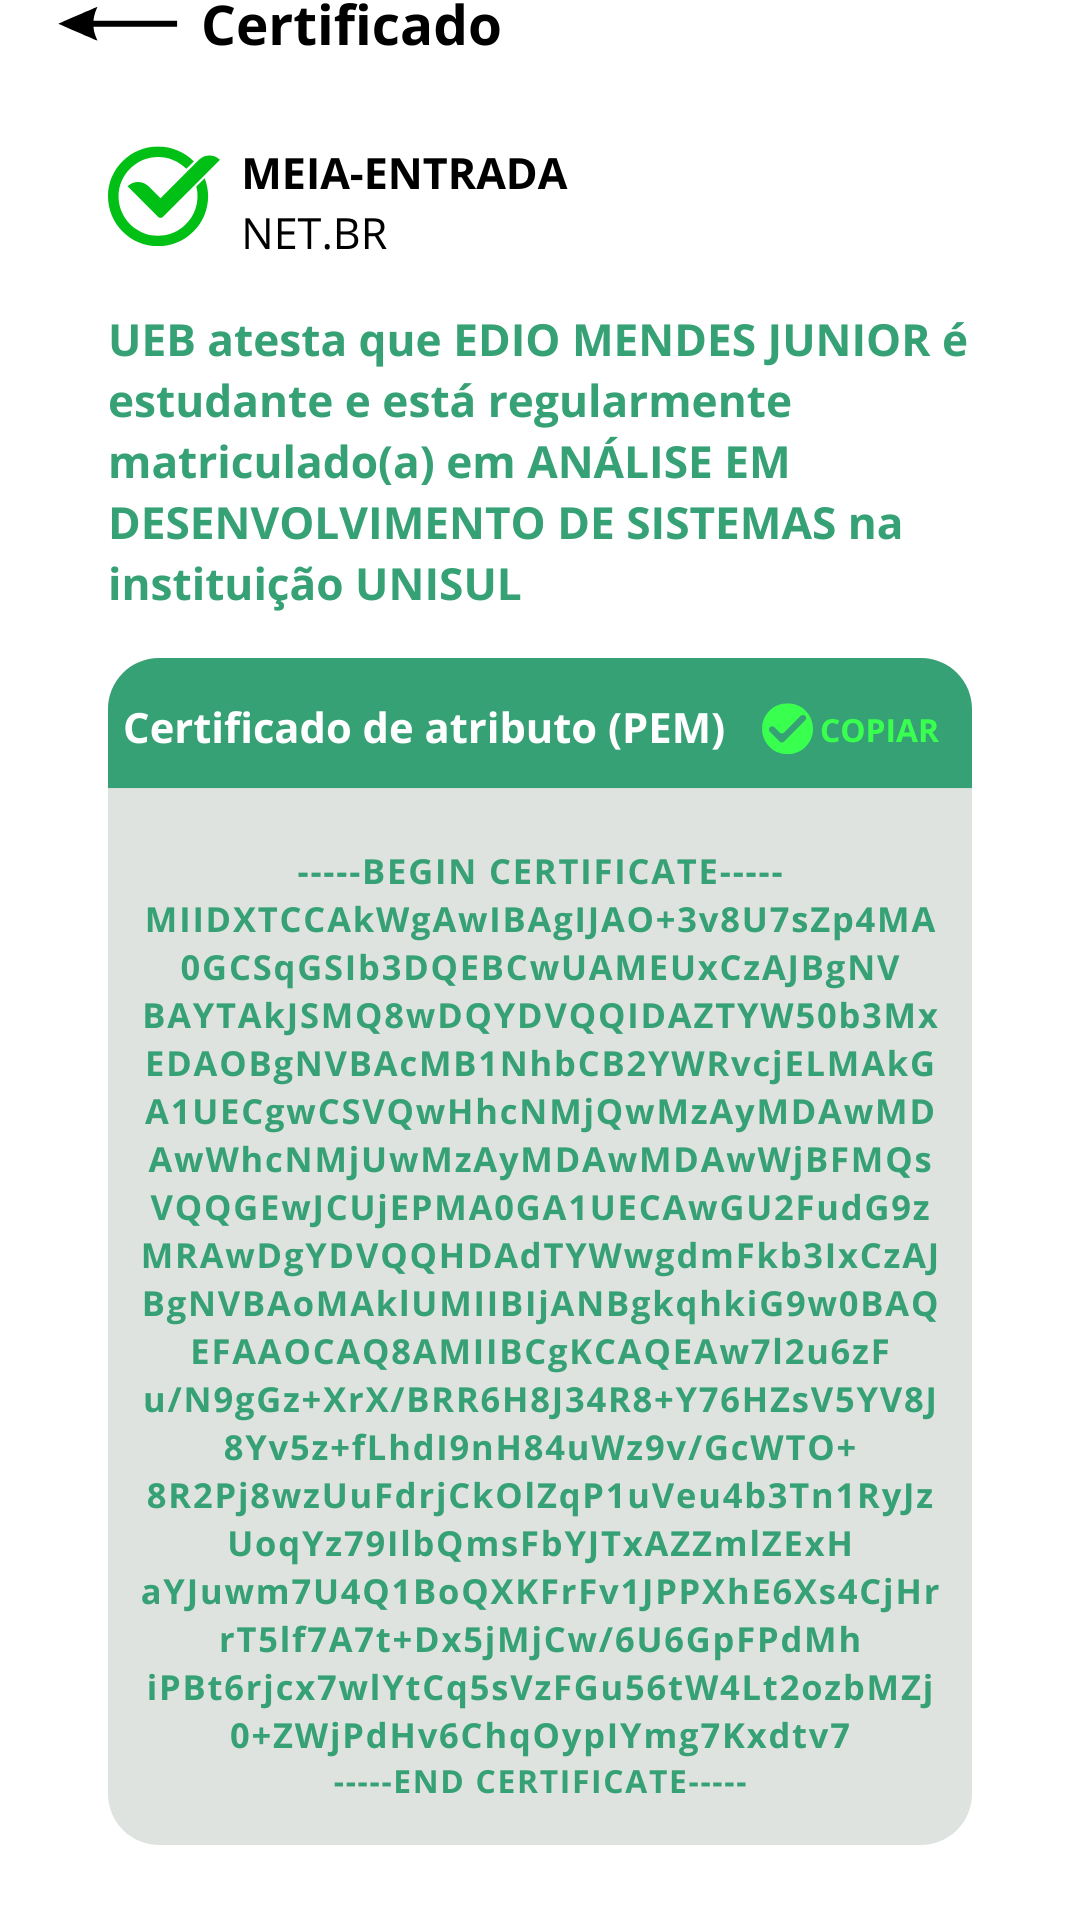 Certificado
MEIA-ENTRADA
NET.BR
UEB atesta que EDIO MENDES JUNIOR é
estudante e está regularmente
matriculado(a) em ANÁLISE EM
DESENVOLVIMENTO DE SISTEMAS na
instituição UNISUL
Certificado de atributo (PEM)
COPIAR
-----BEGIN CERTIFICATE-----
MIIDXTCCAkWgAwIBAgIJAO+3v8U7sZp4MA
0GCSqGSIb3DQEBCwUAMEUxCzAJBgNV
BAYTAkJSMQ8wDQYDVQQIDAZTYW50b3Mx
EDAOBgNVBAcMB1NhbCB2YWRvcjELMAkG
A1UECgwCSVQwHhcNMjQwMzAyMDAwMD
AwWhcNMjUwMzAyMDAwMDAwWjBFMQs
VQQGEwJCUjEPMA0GA1UECAwGU2FudG9z
MRAwDgYDVQQHDAdTYWwgdmFkb3IxCzAJ
BgNVBAoMAklUMIIBIjANBgkqhkiG9w0BAQ
EFAAOCAQ8AMIIBCgKCAQEAw7l2u6zF
u/N9gGz+XrX/BRR6H8J34R8+Y76HZsV5YV8J
8Yv5z+fLhdI9nH84uWz9v/GcWTO+
8R2Pj8wzUuFdrjCkOlZqP1uVeu4b3Tn1RyJz
UoqYz79IlbQmsFbYJTxAZZmlZExH
aYJuwm7U4Q1BoQXKFrFv1JPPXhE6Xs4CjHr
rT5lf7A7t+Dx5jMjCw/6U6GpFPdMh
iPBt6rjcx7wlYtCq5sVzFGu56tW4Lt2ozbMZj
0+ZWjPdHv6ChqOypIYmg7Kxdtv7
-----END CERTIFICATE-----